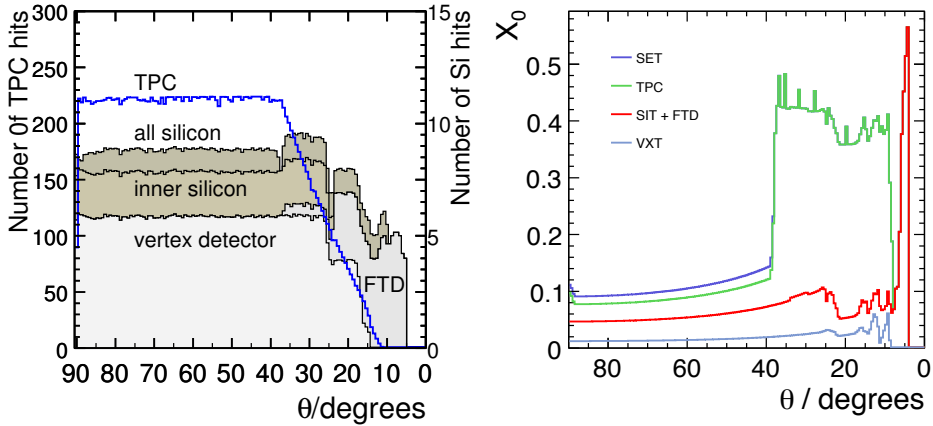 Number 0f TPC hits
300
250
200
150
100
50
0
TPC
all silicon
inner silicon
vertex detector
FTD
15
10
5
0
Number of Si hits
90 80 70 60 50 40 30 20 10 0
θ/degrees
X0
0.5
0.4
0.3
0.2
0.1
0
SET
TPC
SIT + FTD
VXT
80 60 40 20 0
θ / degrees